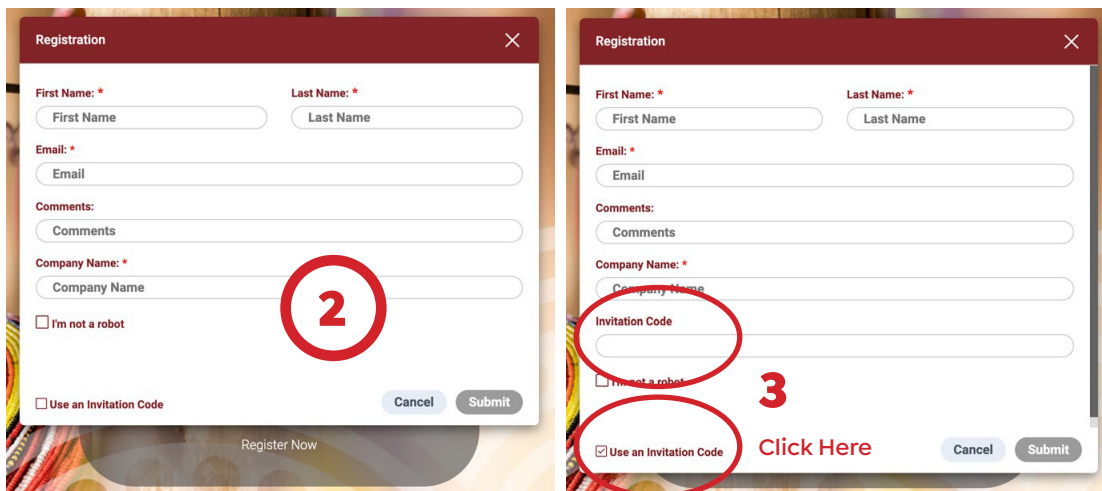 Registration
First Name: *
Last Name: *
First Name
Last Name
Email: *
Email
Comments:
Comments
Company Name: *
Company Name
2
I'm not a robot
Use an Invitation Code
Cancel
Submit
Register Now
Registration
First Name: *
Last Name: *
First Name
Last Name
Email: *
Email
Comments:
Comments
Company Name: *
Company Name
Invitation Code
I'm not a robot
3
Use an Invitation Code
Click Here
Cancel
Submit